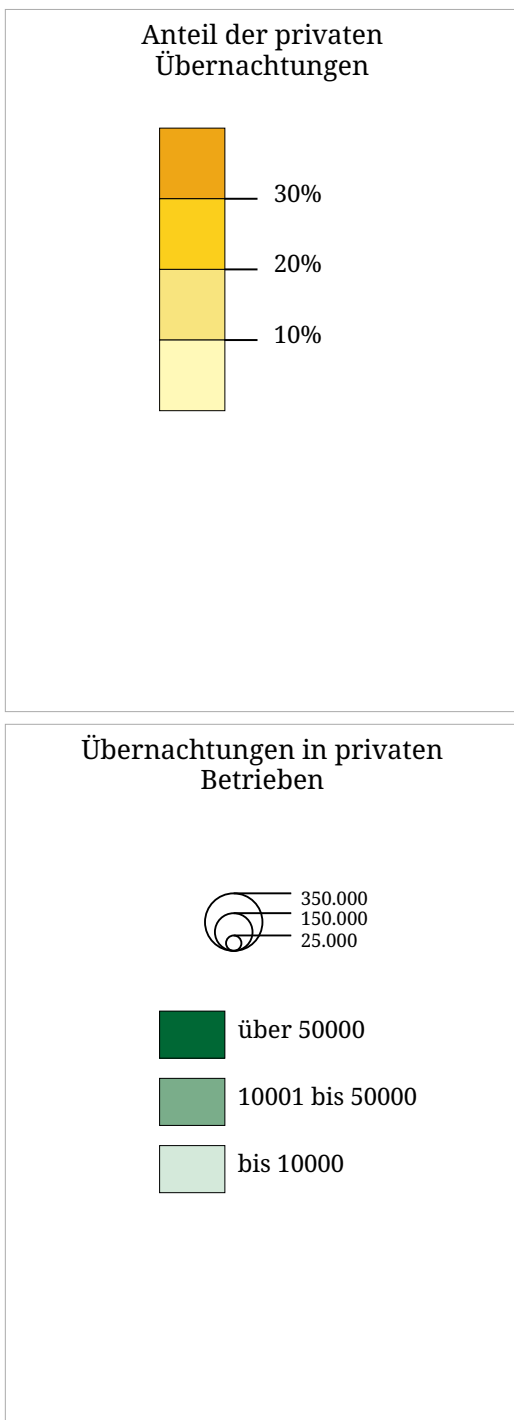 Anteil der privaten
Übernachtungen
30%
20%
10%
Übernachtungen in privaten
Betrieben
350.000
150.000
25.000
über 50000
10001 bis 50000
bis 10000